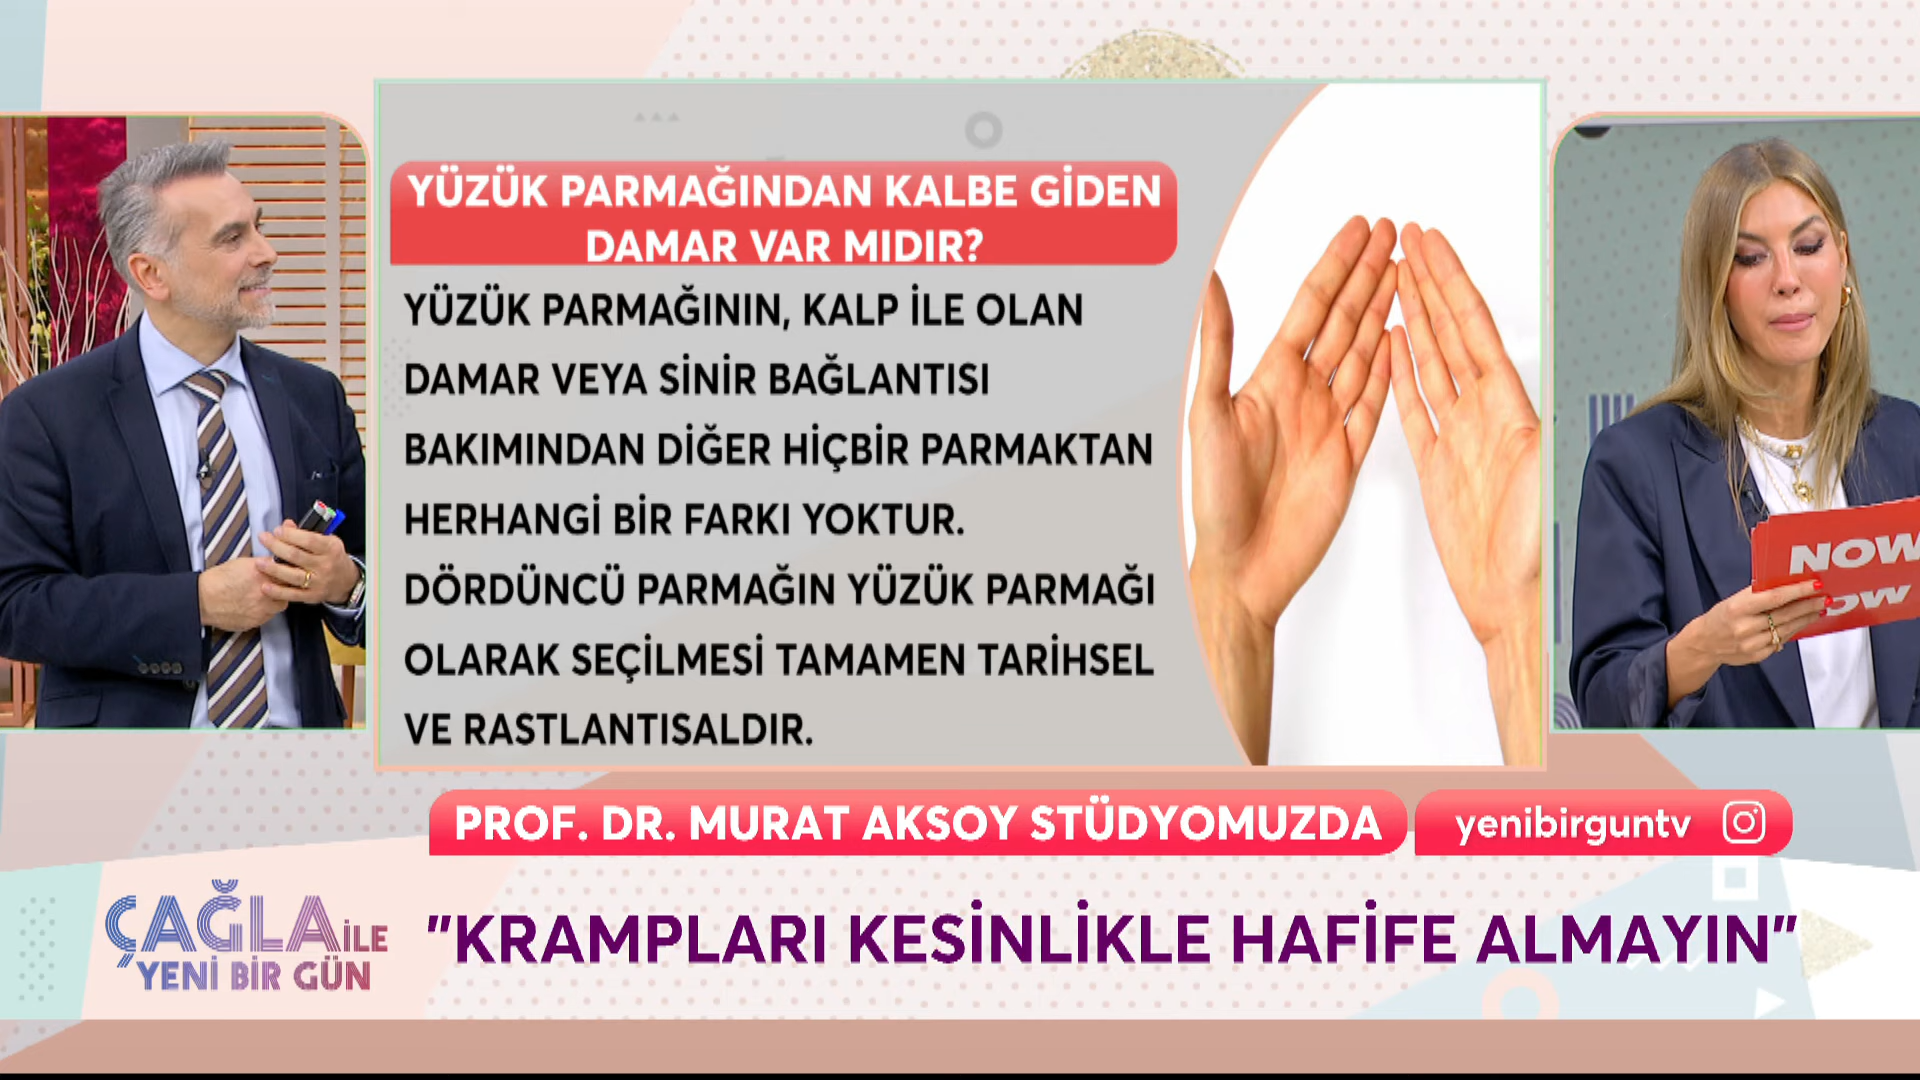 YÜZÜK PARMAĞINDAN KALBE GİDEN
DAMAR VAR MIDIR?
YÜZÜK PARMAĞININ, KALP İLE OLAN
DAMAR VEYA SİNİR BAĞLANTISI
BAKIMINDAN DİĞER HİÇBİR PARMAKTAN
HERHANGİ BİR FARKI YOKTUR.
DÖRDÜNCÜ PARMAĞIN YÜZÜK PARMAĞI
OLARAK SEÇİLMESİ TAMAMEN TARİHSEL
VE RASTLANTISALDIR.
NOW
PROF. DR. MURAT AKSOY STÜDYOMUZDA
yenibirguntv
ÇAĞLA İLE
YENİ BİR GÜN
"KRAMPLARI KESİNLİKLE HAFİFE ALMAYIN"